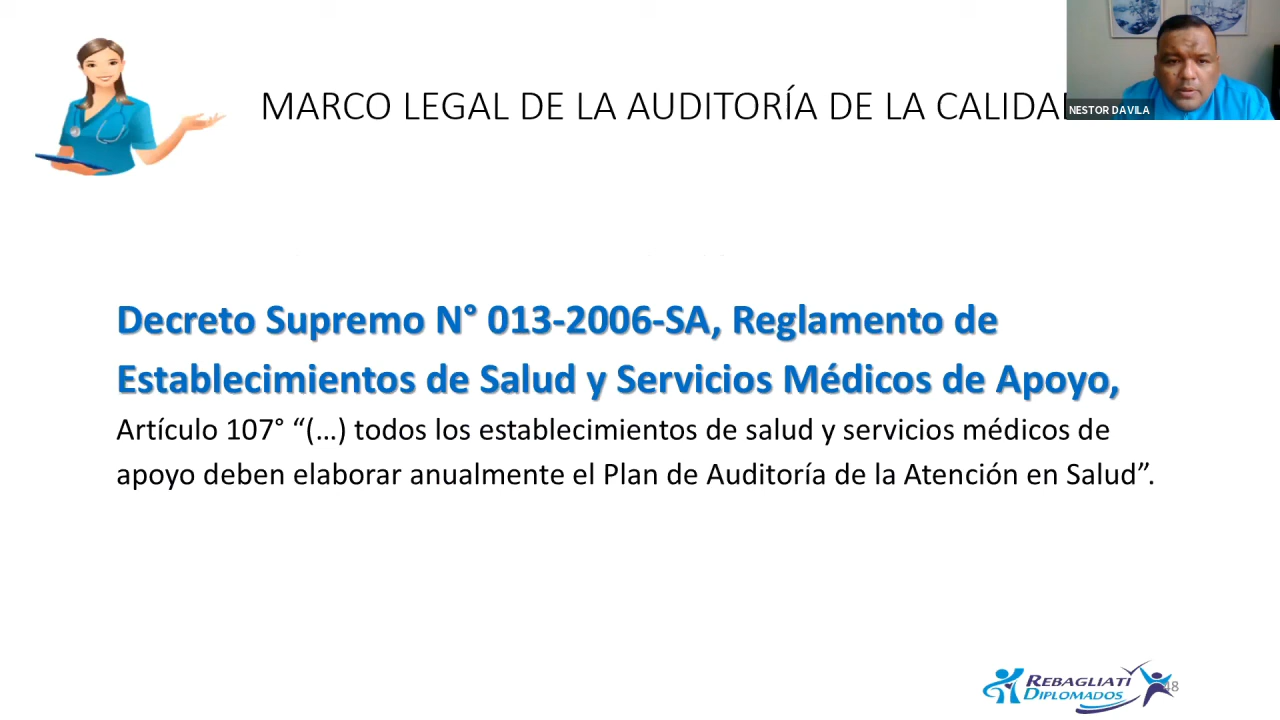 MARCO LEGAL DE LA AUDITORÍA DE LA CALIDA
NESTOR DAVILA
Decreto Supremo N° 013-2006-SA, Reglamento de
Establecimientos de Salud y Servicios Médicos de Apoyo,
Artículo 107° “(…) todos los establecimientos de salud y servicios médicos de
apoyo deben elaborar anualmente el Plan de Auditoría de la Atención en Salud”.
REBAGLIATI
DIPLOMADOS
48